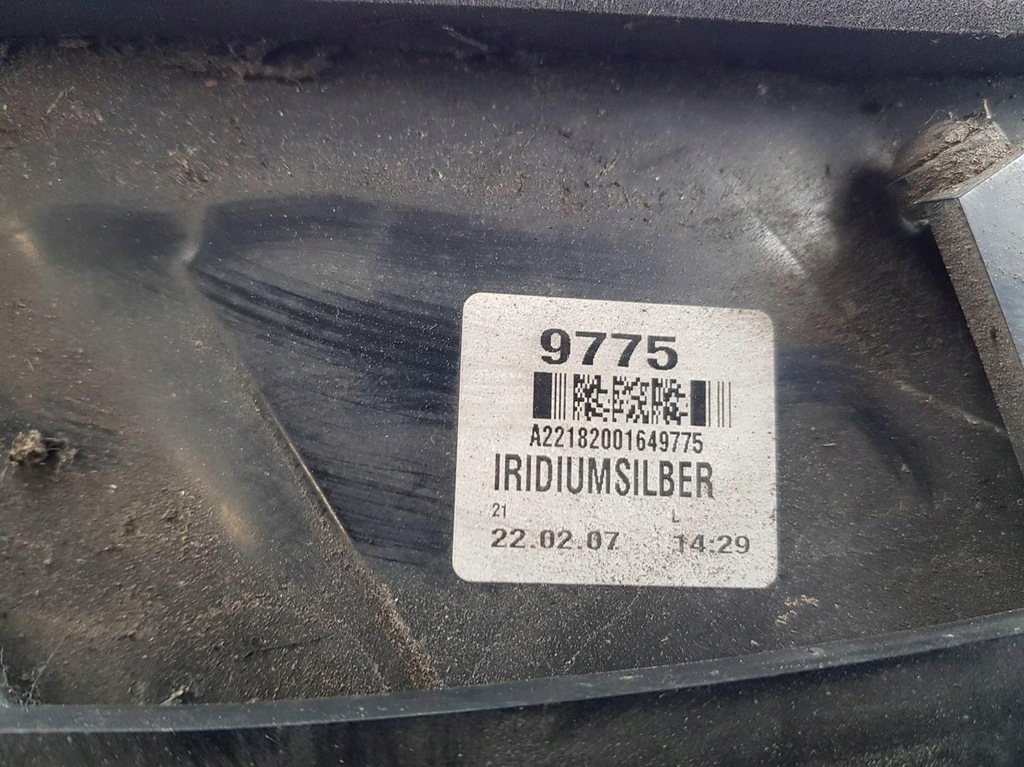 9775
A22182001649775
IRIDIUMSILBER
21 L
22.02.07 14:29